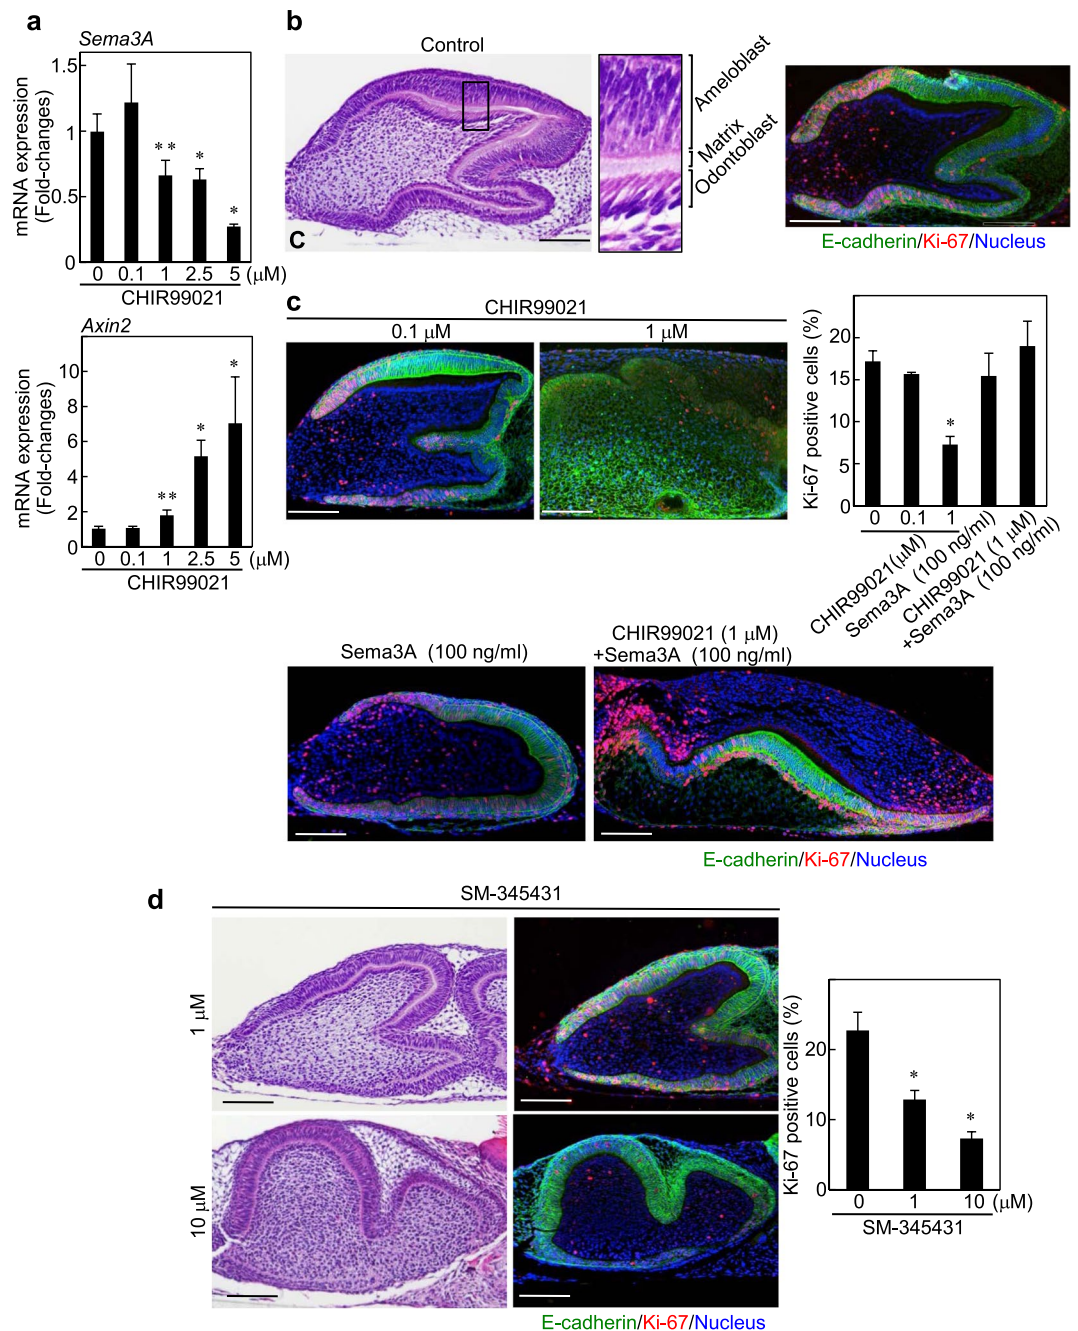 a
Sema3A
mRNA expression
(Fold-changes)
1.5
1
0.5
0
0 0.1 1 2.5 5 (μM)
** * *
CHIR99021
Axin2
mRNA expression
(Fold-changes)
10
8
6
4
2
0
** * *
0 0.1 1 2.5 5 (μM)
CHIR99021
b
Control
C
Ameloblast
Matrix
Odontoblast
E-cadherin/Ki-67/Nucleus
c
CHIR99021
0.1 μM 1 μM
Ki-67 positive cells (%)
20
15
10
5
0
*
0 0.1 1
CHIR99021(μM)
Sema3A (100 ng/ml)
CHIR99021 (1 μM)
+Sema3A (100 ng/ml)
Sema3A (100 ng/ml)
CHIR99021 (1 μM)
+Sema3A (100 ng/ml)
E-cadherin/Ki-67/Nucleus
d
SM-345431
1 μM
10 μM
E-cadherin/Ki-67/Nucleus
Ki-67 positive cells (%)
20
10
0
* *
0 1 10 (μM)
SM-345431